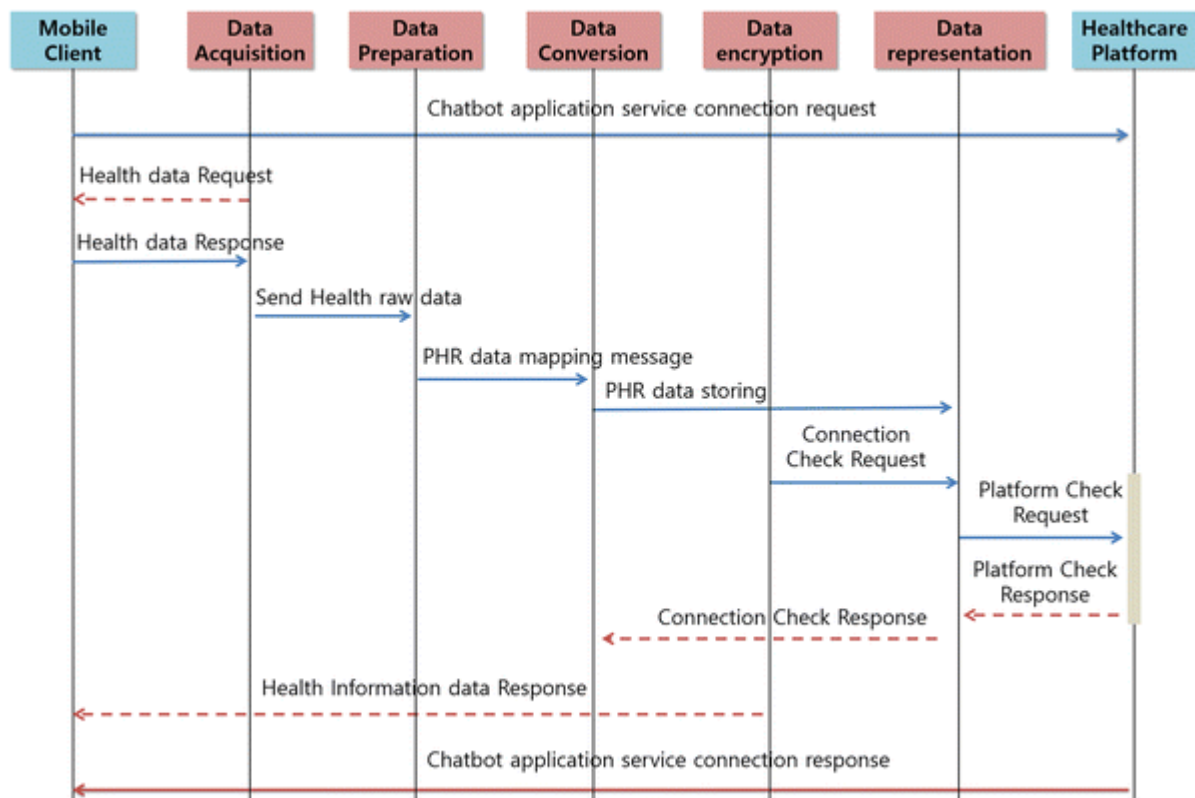 Mobile
Client
Data
Acquisition
Data
Preparation
Data
Conversion
Data
encryption
Data
representation
Healthcare
Platform
Chatbot application service connection request
Health data Request
Health data Response
Send Health raw data
PHR data mapping message
PHR data storing
Connection
Check Request
Platform Check
Request
Platform Check
Response
Connection Check Response
Health Information data Response
Chatbot application service connection response